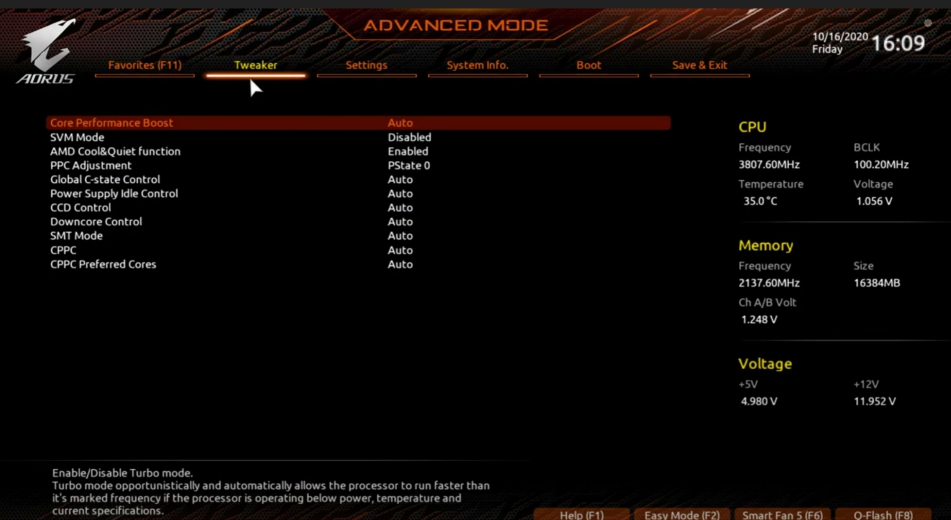 ADVANCED MODE
10/16/2020 16:09
Friday
AORUS
Favorites (F11) Tweaker Settings System Info. Boot Save & Exit
Core Performance Boost Auto
SVM Mode Disabled
AMD Cool&Quiet function Enabled
PPC Adjustment PState 0
Global C-state Control Auto
Power Supply Idle Control Auto
CCD Control Auto
Downcore Control Auto
SMT Mode Auto
CPPC Auto
CPPC Preferred Cores Auto
CPU
Frequency BCLK
3807.60MHz 100.20MHz
Temperature Voltage
35.0 °C 1.056 V
Memory
Frequency Size
2137.60MHz 16384MB
Ch A/B Volt
1.248 V
Voltage
+5V +12V
4.980 V 11.952 V
Enable/Disable Turbo mode.
Turbo mode opportunistically and automatically allows the processor to run faster than
it's marked frequency if the processor is operating below power, temperature and
current specifications.
Help (F1) Easy Mode (F2) Smart Fan 5 (F6) Q-Flash (F8)